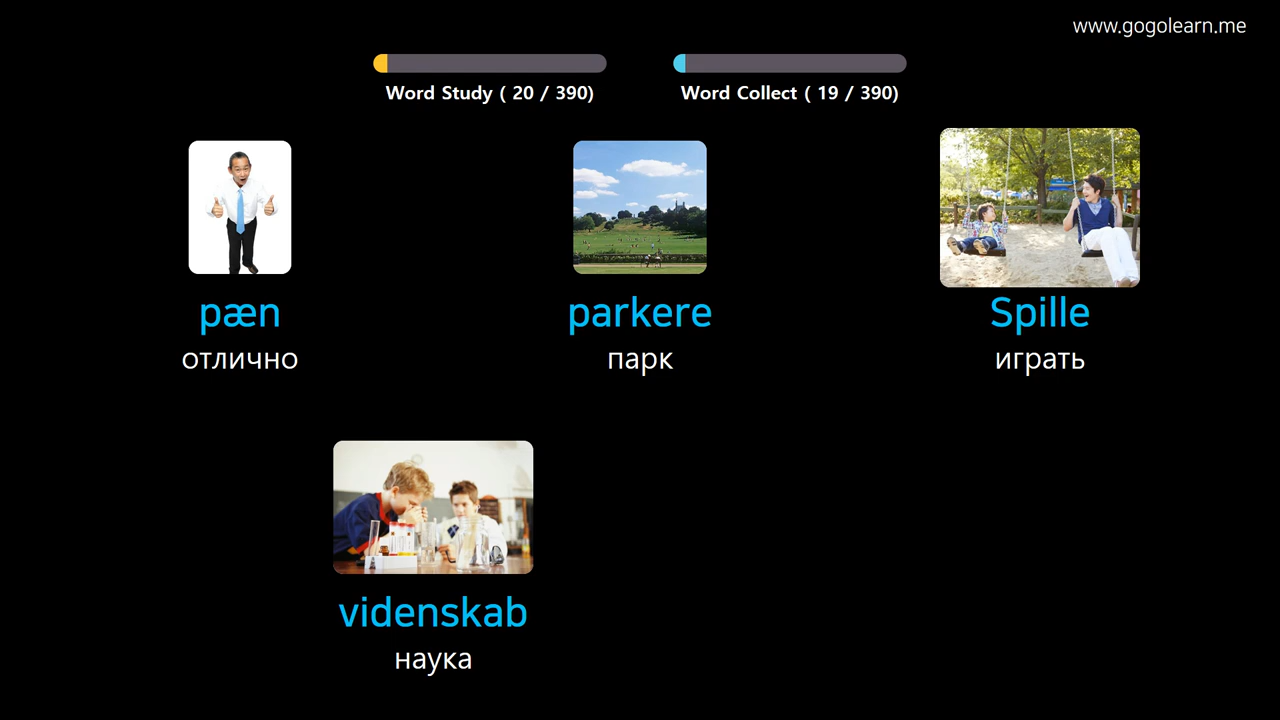 www.gogolearn.me
Word Study ( 20 / 390)
Word Collect ( 19 / 390)
pæn
отлично
parkere
парк
Spille
играть
videnskab
наука